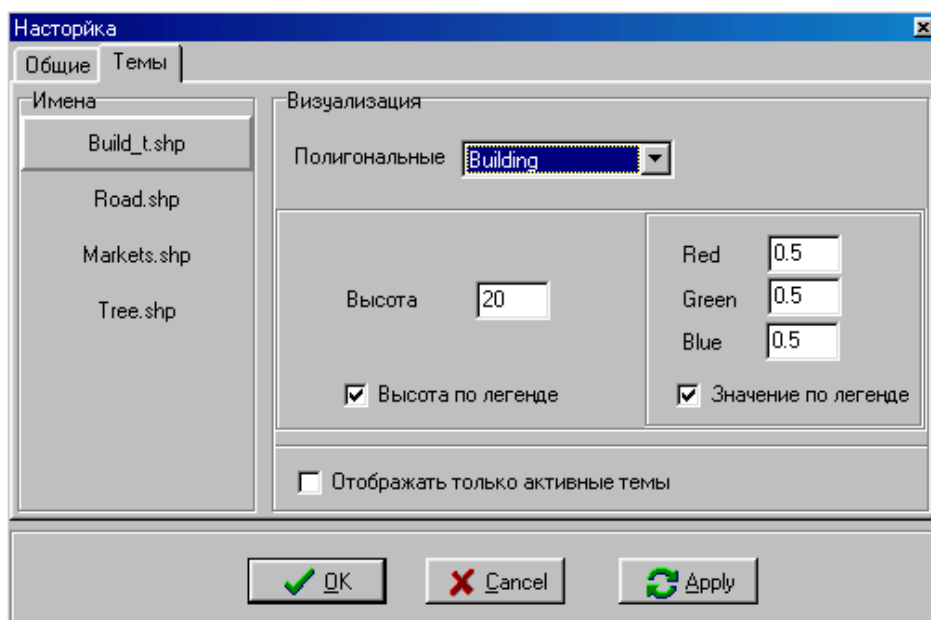 Насторйка
Общие Темы
Имена
Build_t.shp
Road.shp
Markets.shp
Tree.shp
Визуализация
Полигональные Building
Высота 20
Высота по легенде
Red 0.5
Green 0.5
Blue 0.5
Значение по легенде
Отображать только активные темы
OK Cancel Apply